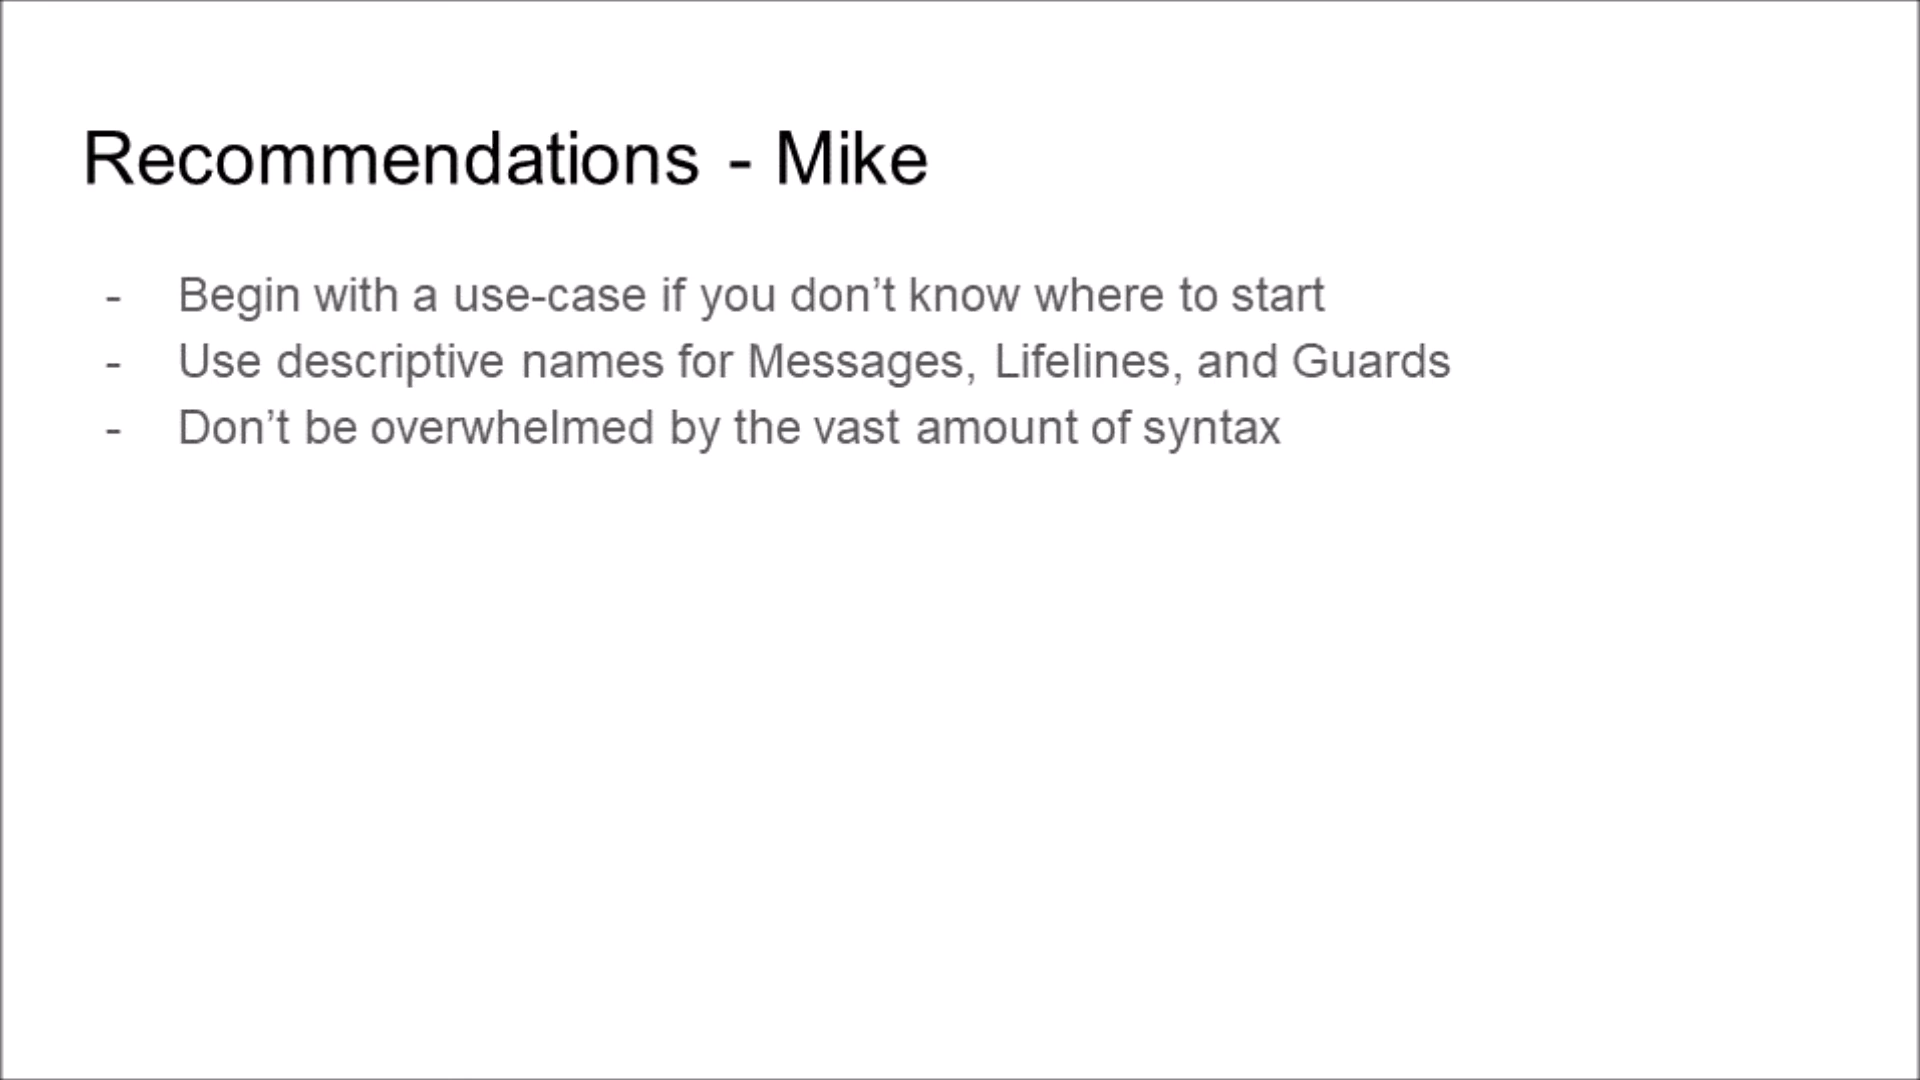 Recommendations - Mike
- Begin with a use-case if you don’t know where to start
- Use descriptive names for Messages, Lifelines, and Guards
- Don’t be overwhelmed by the vast amount of syntax